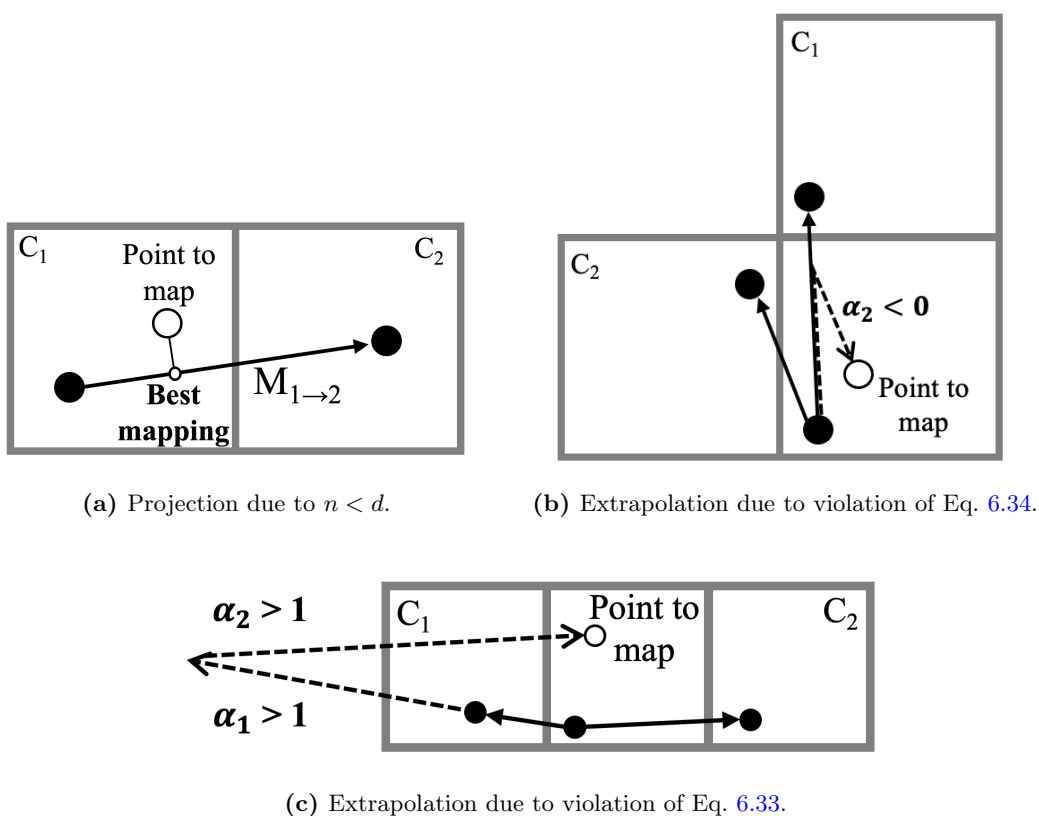 C₁
C₂
Point to
map
Best
mapping
M₁→₂
(a) Projection due to n < d.
C₁
C₂
α₂ < 0
Point to
map
(b) Extrapolation due to violation of Eq. 6.34.
α₂ > 1
α₁ > 1
C₁
Point to
map
C₂
(c) Extrapolation due to violation of Eq. 6.33.